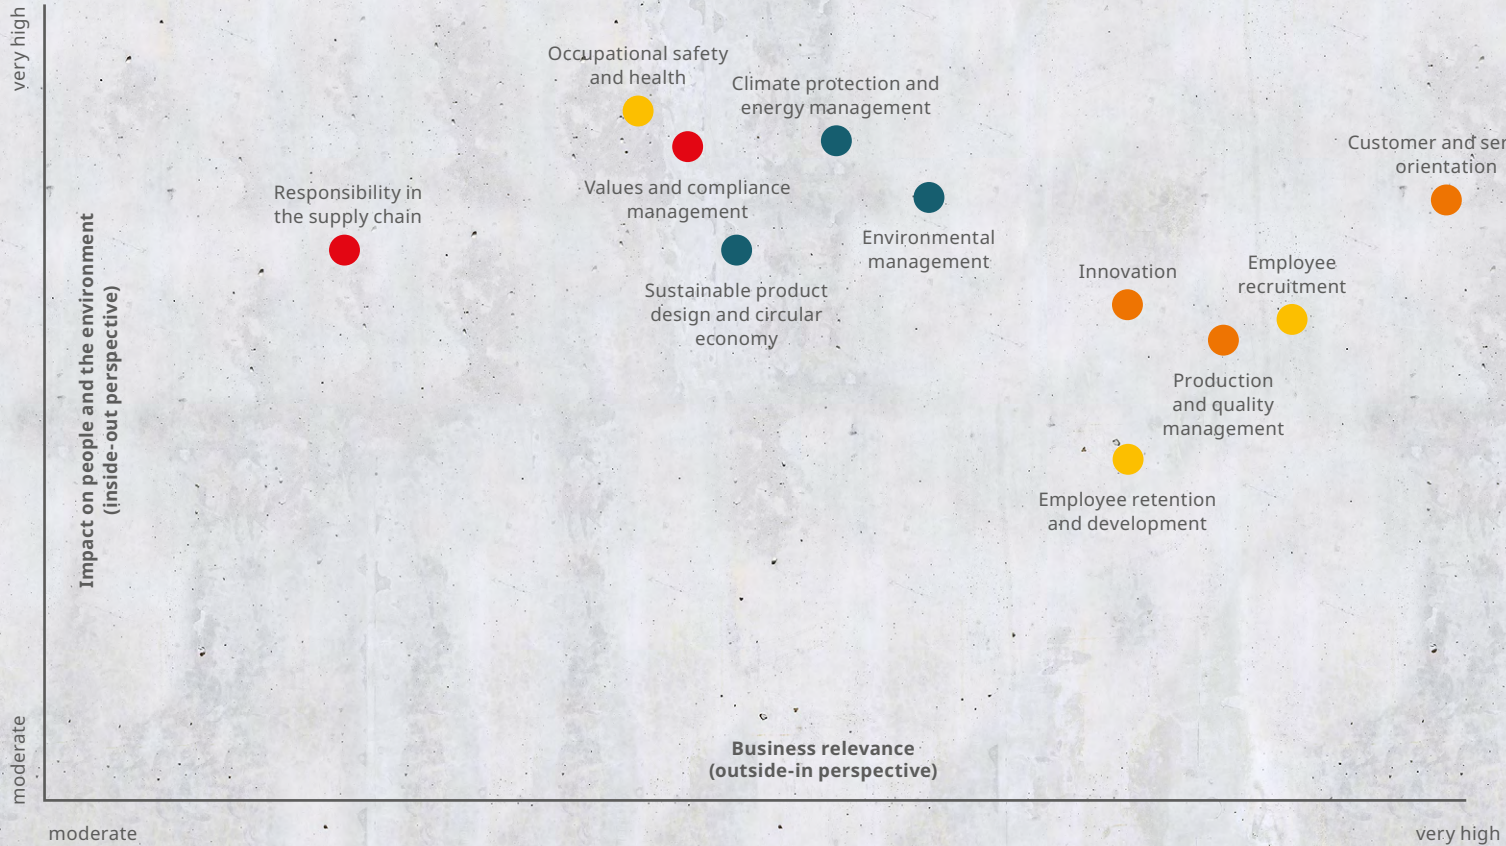 very high
Occupational safety
and health
Climate protection and
energy management
Customer and
orientation
Responsibility in
the supply chain
Values and compliance
management
Environmental
management
Sustainable product
design and circular
economy
Innovation
Employee
recruitment
Production
and quality
management
Employee retention
and development
Impact on people and the environment
(inside-out perspective)
Business relevance
(outside-in perspective)
moderate
moderate
very high